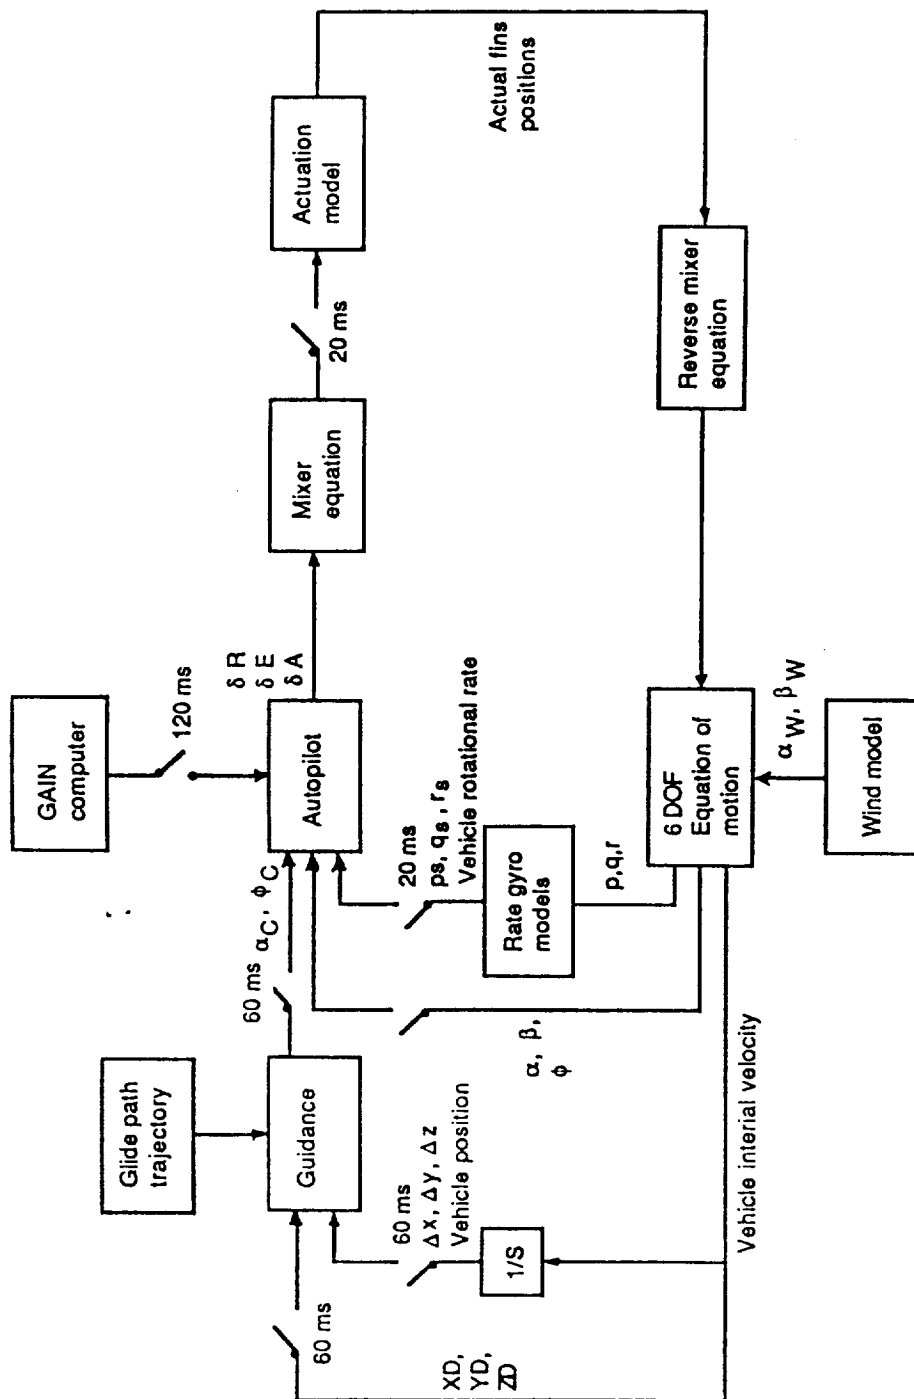 Glide path
trajectory
GAIN
computer
120 ms
60 ms
Guidance
60 ms
α_C, φ_C
Autopilot
δ R
δ E
δ A
Mixer
equation
20 ms
Actuation
model
XD,
YD,
ZD
60 ms
Δx, Δy, Δz
Vehicle position
1/S
α, β,
φ
20 ms
ps, q_s, r_s
Vehicle rotational rate
Rate gyro
models
p,q,r
Actual fins
positions
Reverse mixer
equation
6 DOF
Equation of
motion
α_W, β_W
Wind model
Vehicle interial velocity